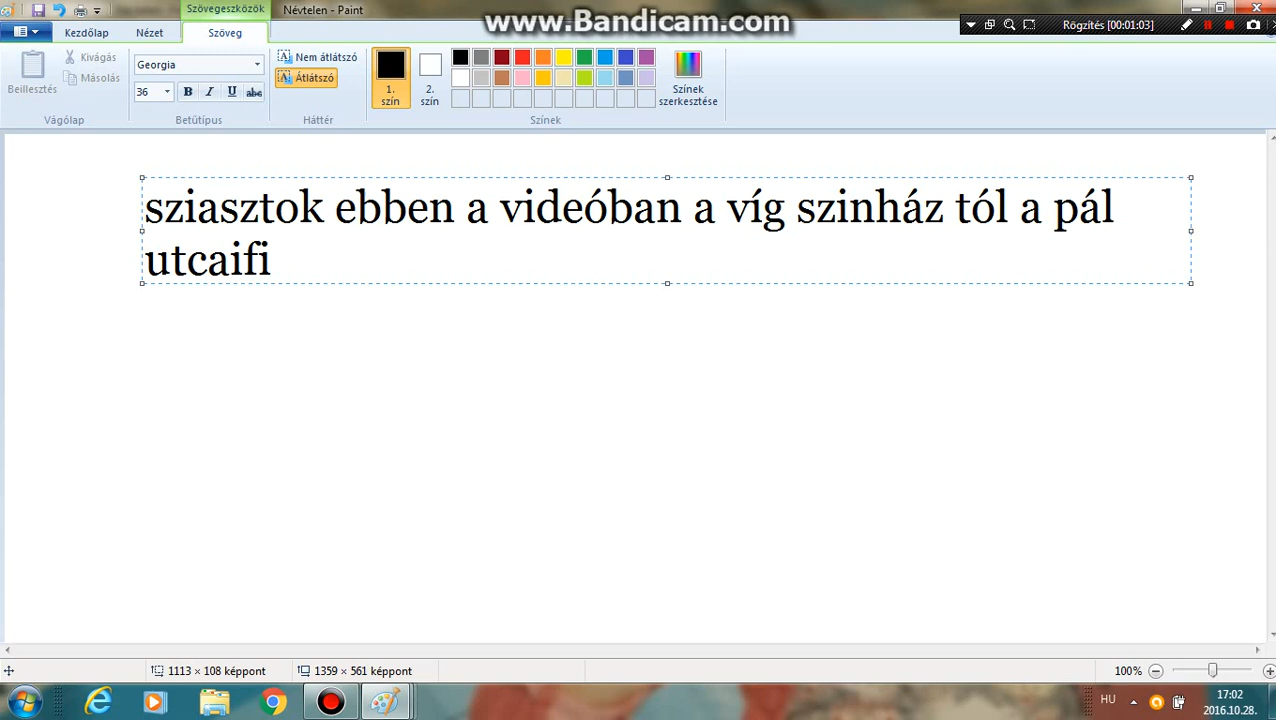 Szövegeszközök
Névtelen - Paint
www.Bandicam.com
Rögzítés [00:01:03]
Kezdőlap
Nézet
Szöveg
Beillesztés
Kivágás
Másolás
Vágólap
Georgia
36
B I U abc
Betűtípus
Nem átlátszó
Átlátszó
Háttér
1.
szín
2.
szín
Színek
szerkesztése
Színek
sziasztok ebben a videóban a víg szinház tól a pál
utcaifi
1113 × 108 képpont
1359 × 561 képpont
100%
HU
17:02
2016.10.28.